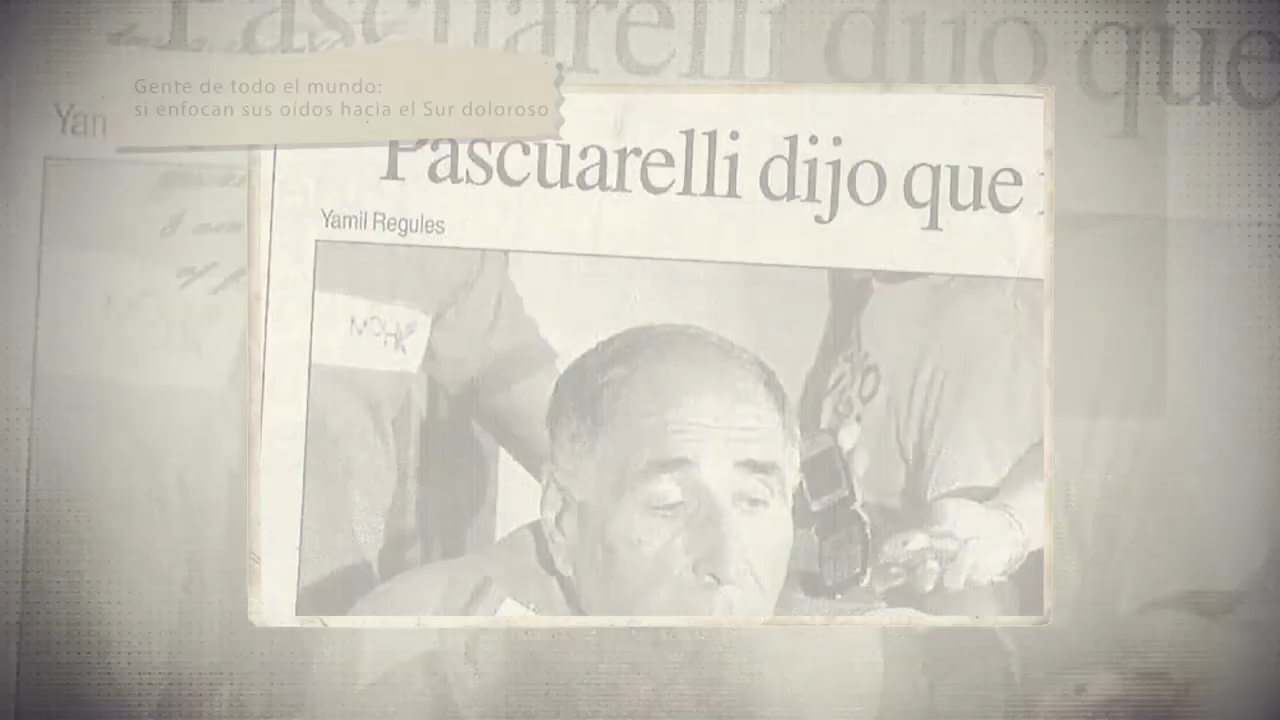 Gente de todo el mundo:
si enfocan sus oídos hacia el Sur doloroso
Pascuarelli dijo que
Yamil Regules